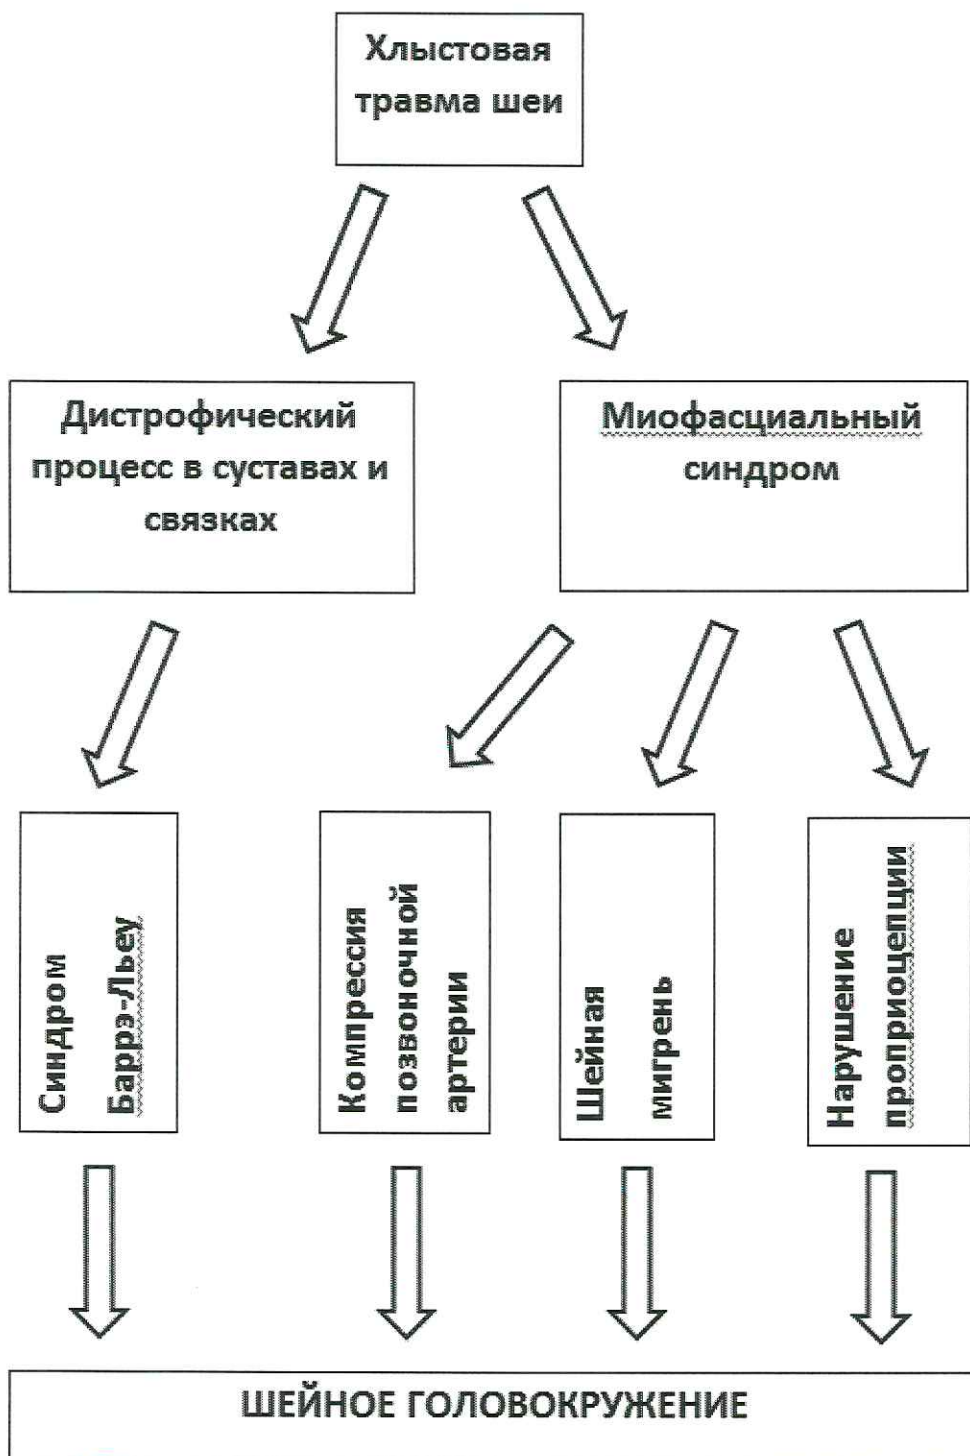 Хлыстовая
травма шеи
Дистрофический
процесс в суставах и
связках
Миофасциальный
синдром
Синдром
Баррэ-Льеу
Компрессия
позвоночной
артерии
Шейная
мигрень
Нарушение
проприоцепции
ШЕЙНОЕ ГОЛОВОКРУЖЕНИЕ